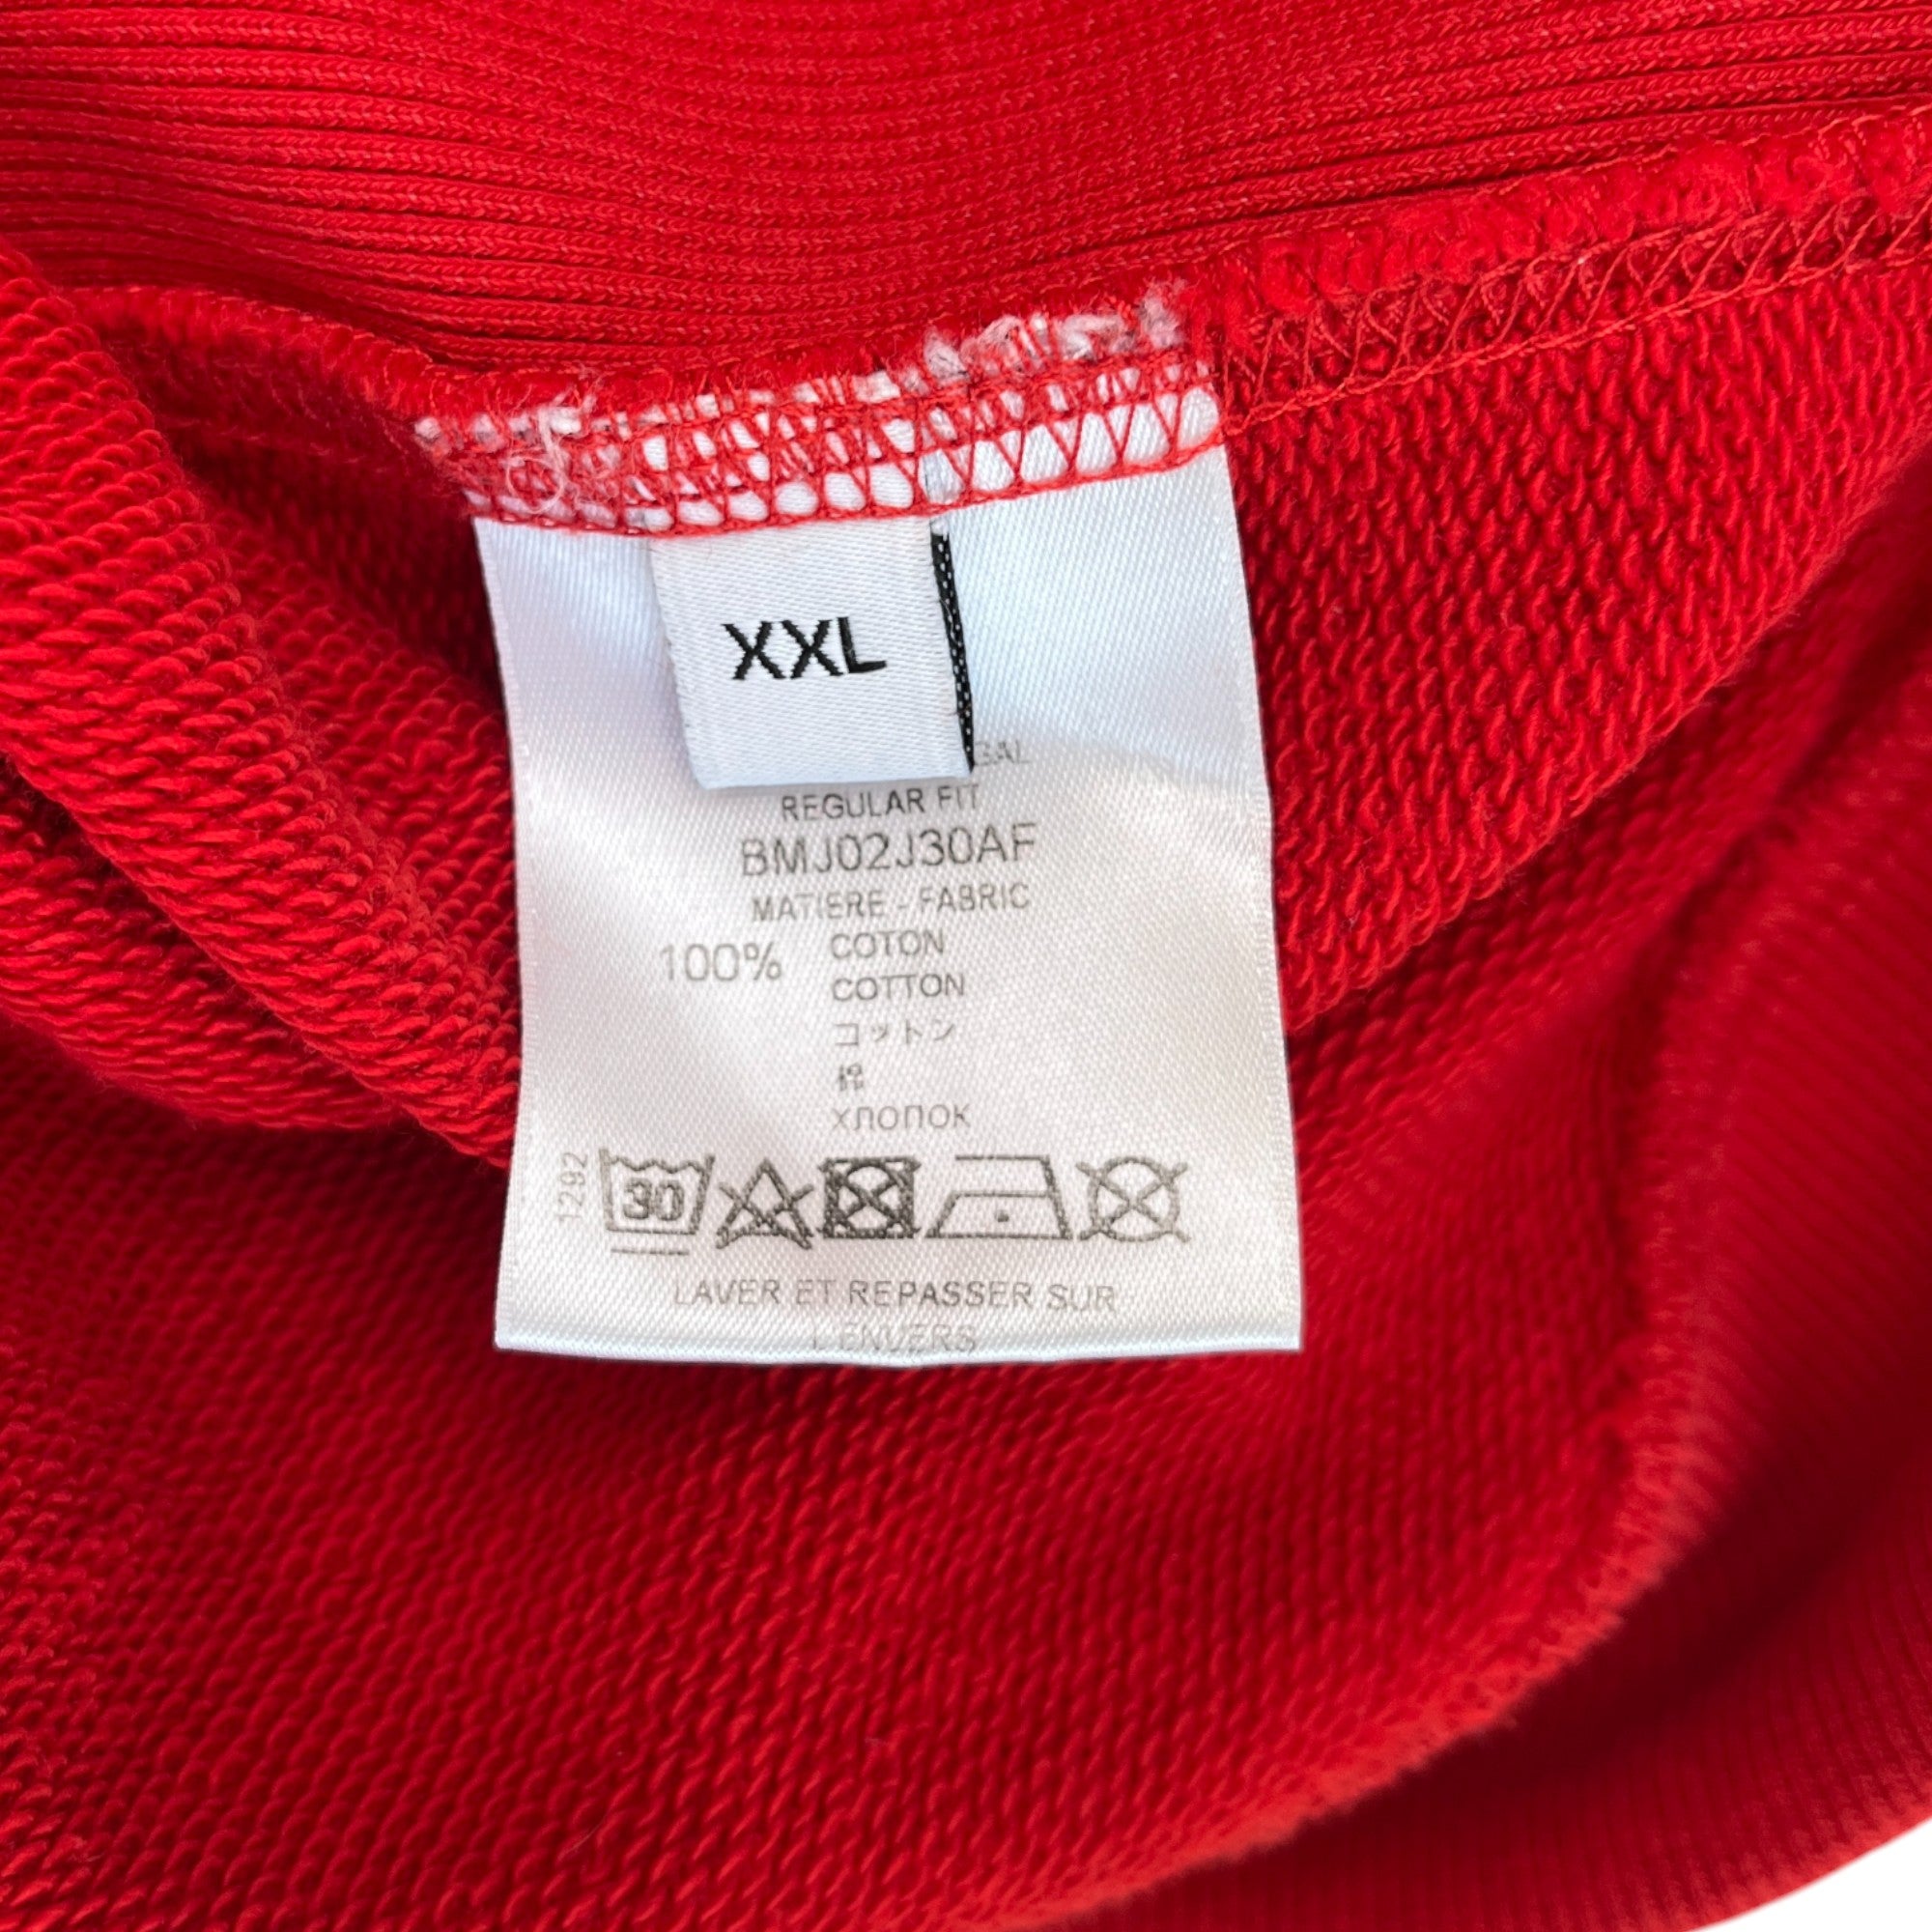 XXL
REGULAR FIT
BMJ02J30AF
MATIERE - FABRIC
100% COTON
COTTON
コットン
棉
хлопок
1292
30
LAVER ET REPASSER SUR
L'ENVERS